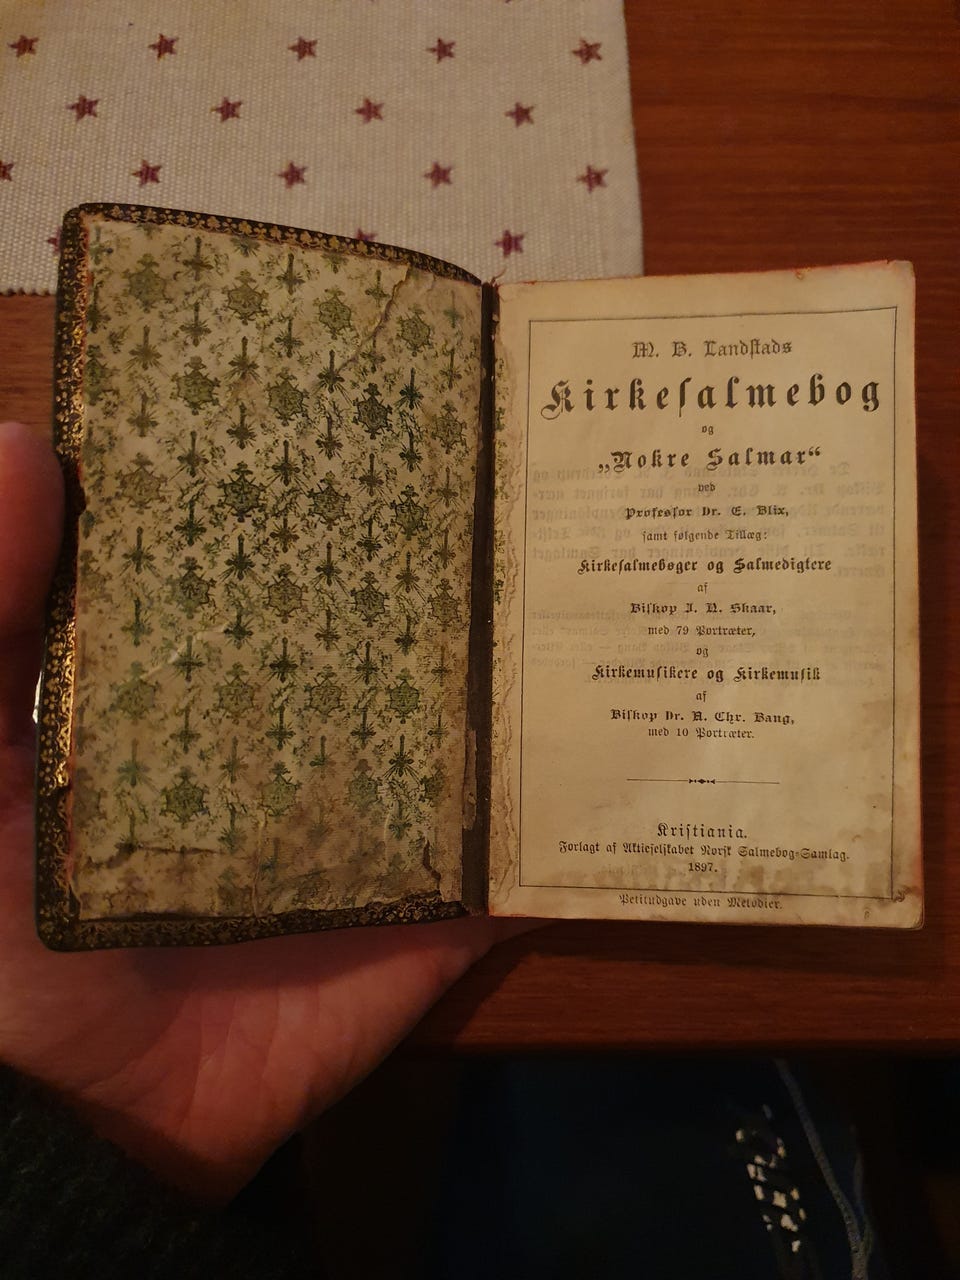 M. B. Landstads
Kirkesalmebog
og
„Nokre Salmar“
ved
Professor Dr. E. Blix,
samt følgende Tillæg:
Kirkesalmebøger og Salmedigtere
af
Biskop J. N. Skaar,
med 79 Portræter,
og
Kirkemusikere og Kirkemusik
af
Biskop Dr. A. Chr. Bang,
med 10 Portræter.
Kristiania.
Forlagt af Aktieselskabet Norsk Salmebog-Samlag.
1897.
Petitudgave uden Melodier.